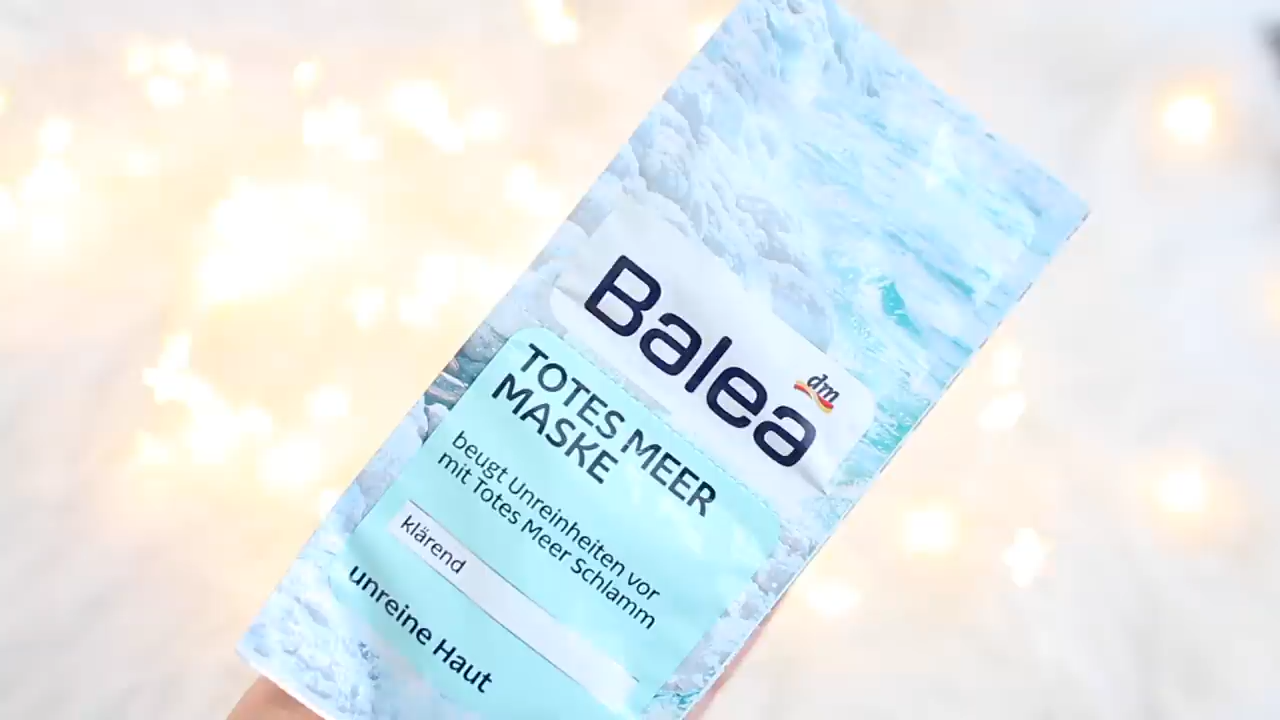 Balea
dm
TOTES MEER
MASKE
beugt Unreinheiten vor
mit Totes Meer Schlamm
klärend
unreine Haut